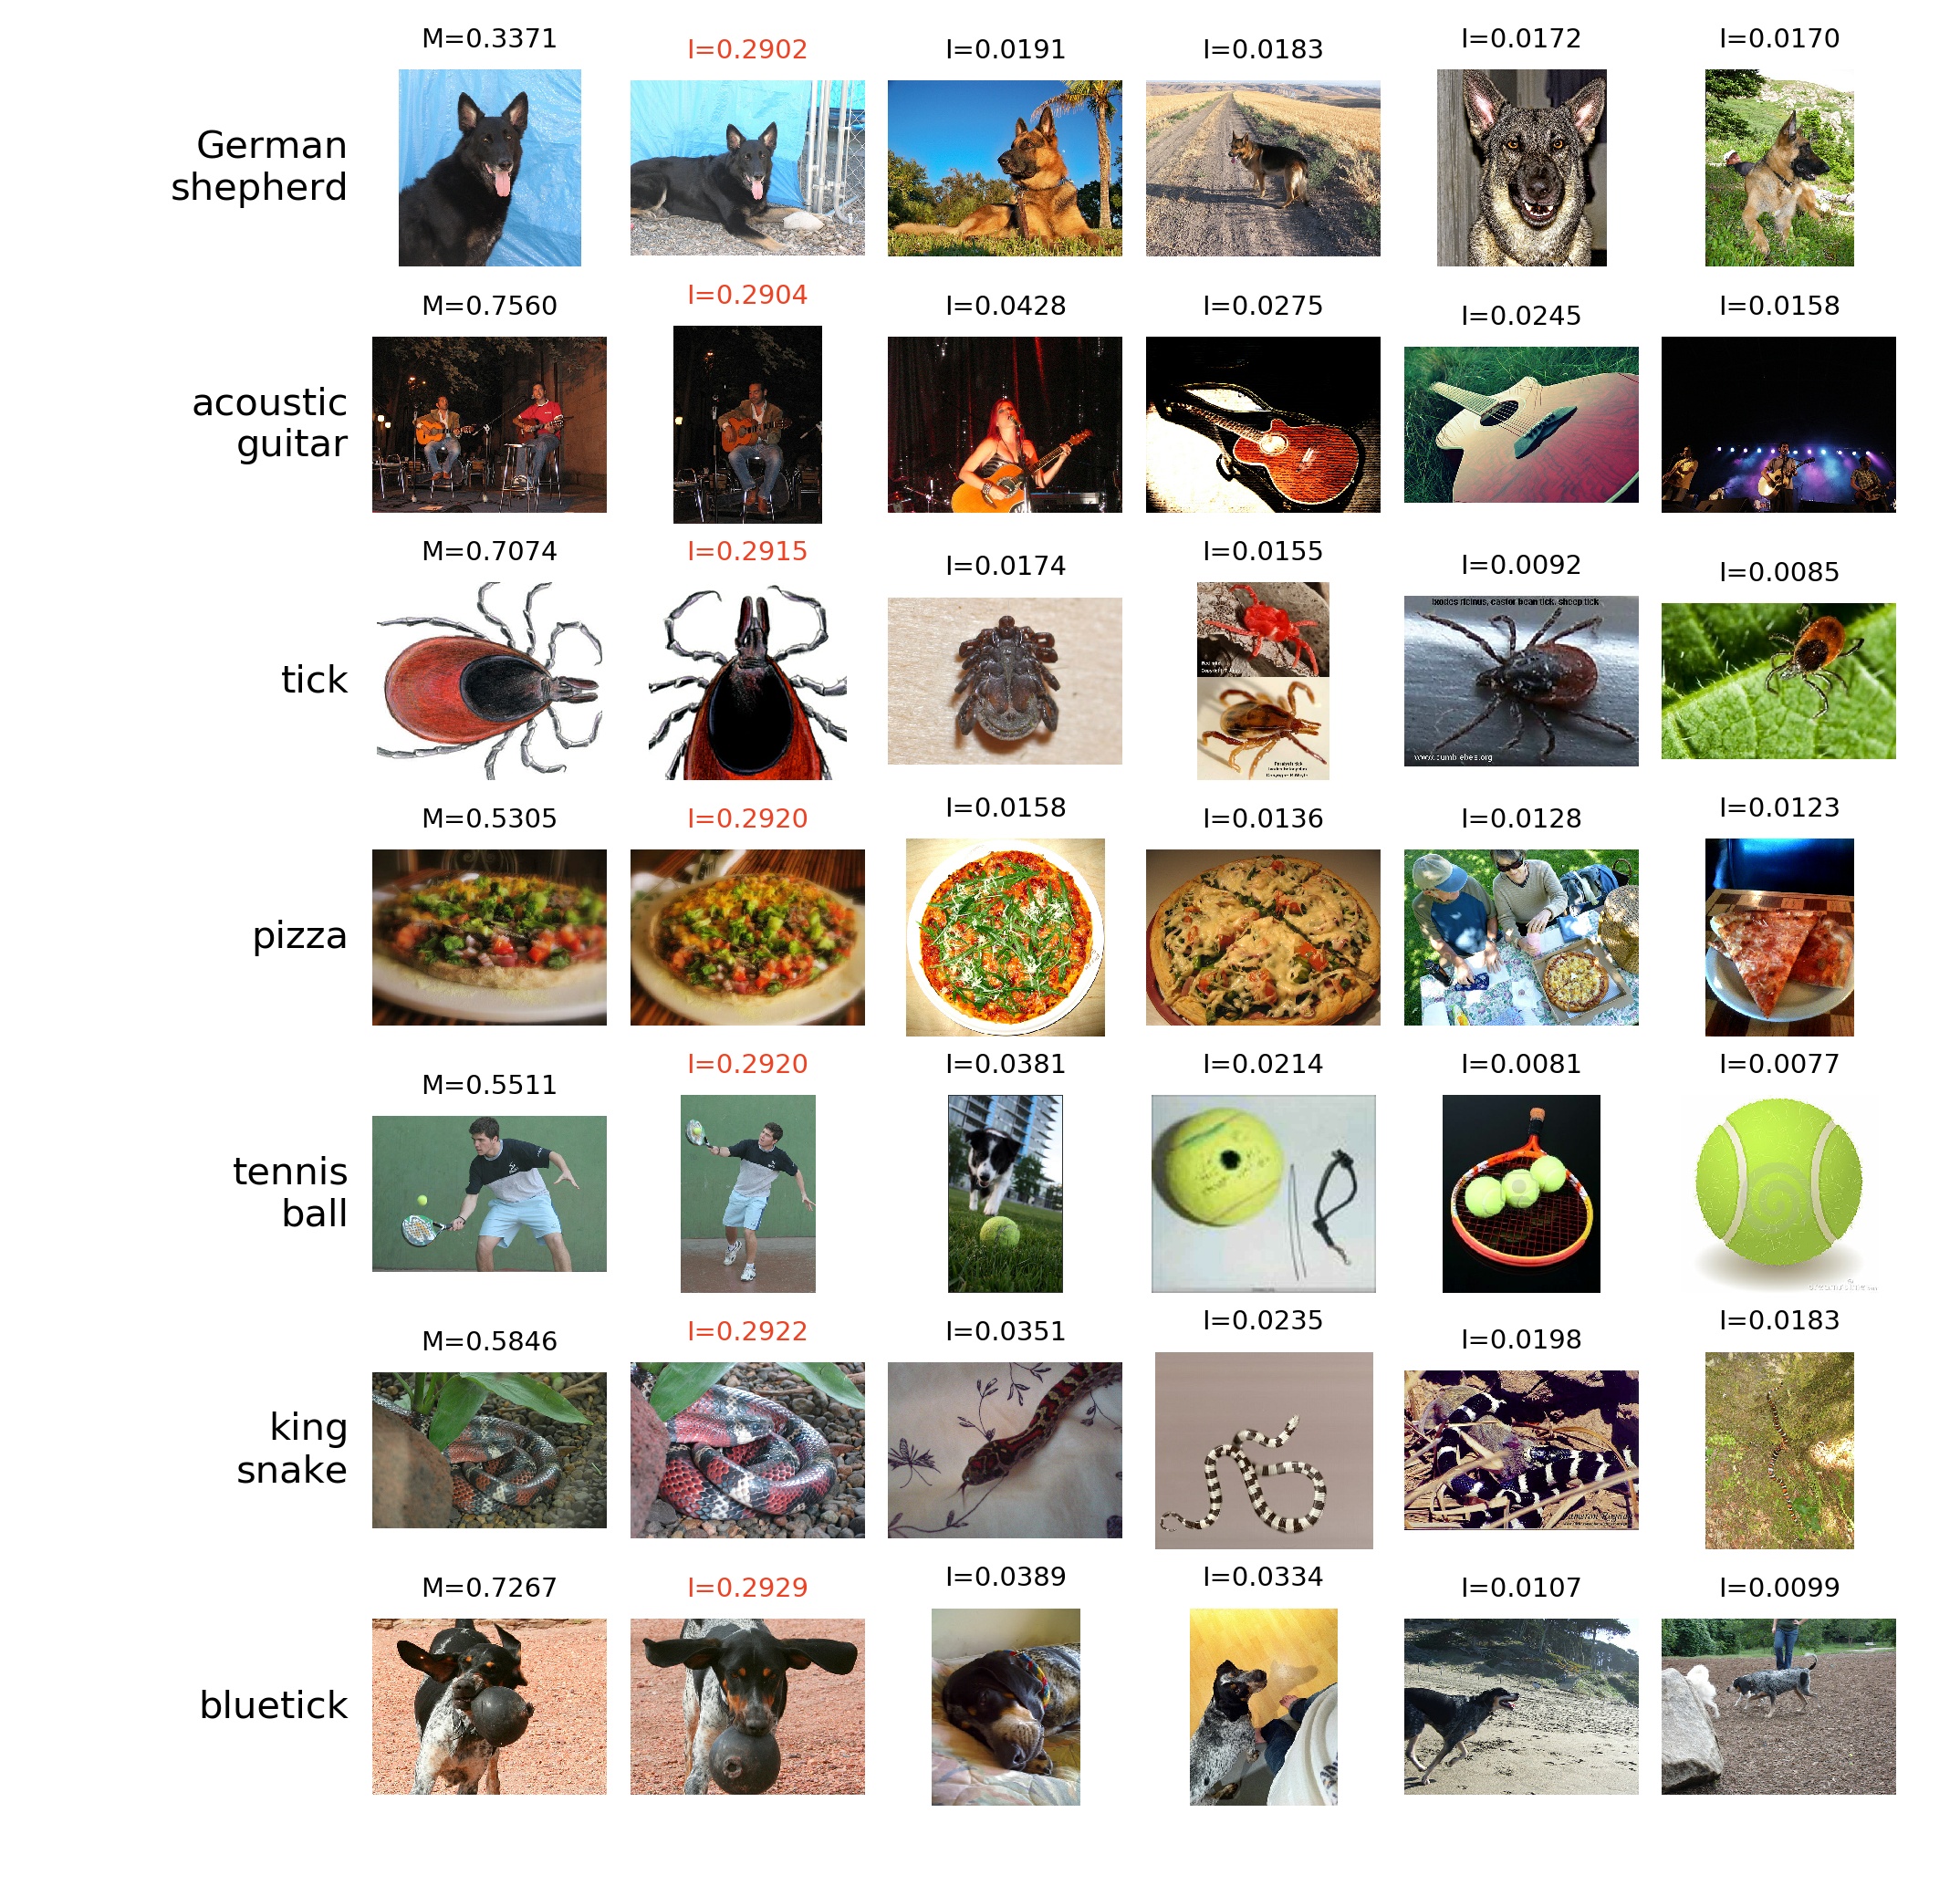 M=0.3371 I=0.2902 I=0.0191 I=0.0183 I=0.0172 I=0.0170
German
shepherd
M=0.7560 I=0.2904 I=0.0428 I=0.0275 I=0.0245 I=0.0158
acoustic
guitar
M=0.7074 I=0.2915 I=0.0174 I=0.0155 I=0.0092 I=0.0085
Ixodes ricinus, castor bean tick, sheep tick
tick
M=0.5305 I=0.2920 I=0.0158 I=0.0136 I=0.0128 I=0.0123
pizza
M=0.5511 I=0.2920 I=0.0381 I=0.0214 I=0.0081 I=0.0077
tennis
ball
M=0.5846 I=0.2922 I=0.0351 I=0.0235 I=0.0198 I=0.0183
king
snake
M=0.7267 I=0.2929 I=0.0389 I=0.0334 I=0.0107 I=0.0099
bluetick